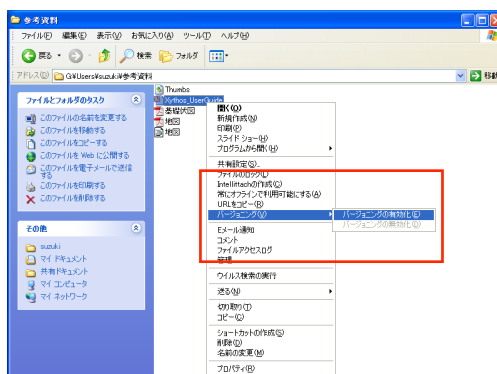 参考資料
ファイル(F) 編集(E) 表示(V) お気に入り(A) ツール(T) ヘルプ(H)
戻る 検索 フォルダ
アドレス(D) G:¥Users¥suzuki¥参考資料 移動
ファイルとフォルダのタスク
このファイルの名前を変更する
このファイルを移動する
このファイルをコピーする
このファイルを Web に公開する
このファイルを電子メールで送信する
このファイルを印刷する
このファイルを削除する
その他
suzuki
マイ ドキュメント
共有ドキュメント
マイ コンピュータ
マイ ネットワーク
Thumbs
Xythos_UserGuide
基礎状図
地図
地図
開く(O)
新規作成(N)
印刷(P)
スライド ショー(H)
プログラムから開く(H)
共有設定(S)...
ファイルのロック(L)
Intellittachの作成(C)
常にオフラインで利用可能にする(A)
URLをコピー(R)
バージョニング(V)
バージョニングの有効化(E)
バージョニングの無効化(D)
Eメール通知
コメント
ファイルアクセスログ
管理
ウイルス検索の実行
送る(N)
切り取り(T)
コピー(C)
ショートカットの作成(S)
削除(D)
名前の変更(M)
プロパティ(R)